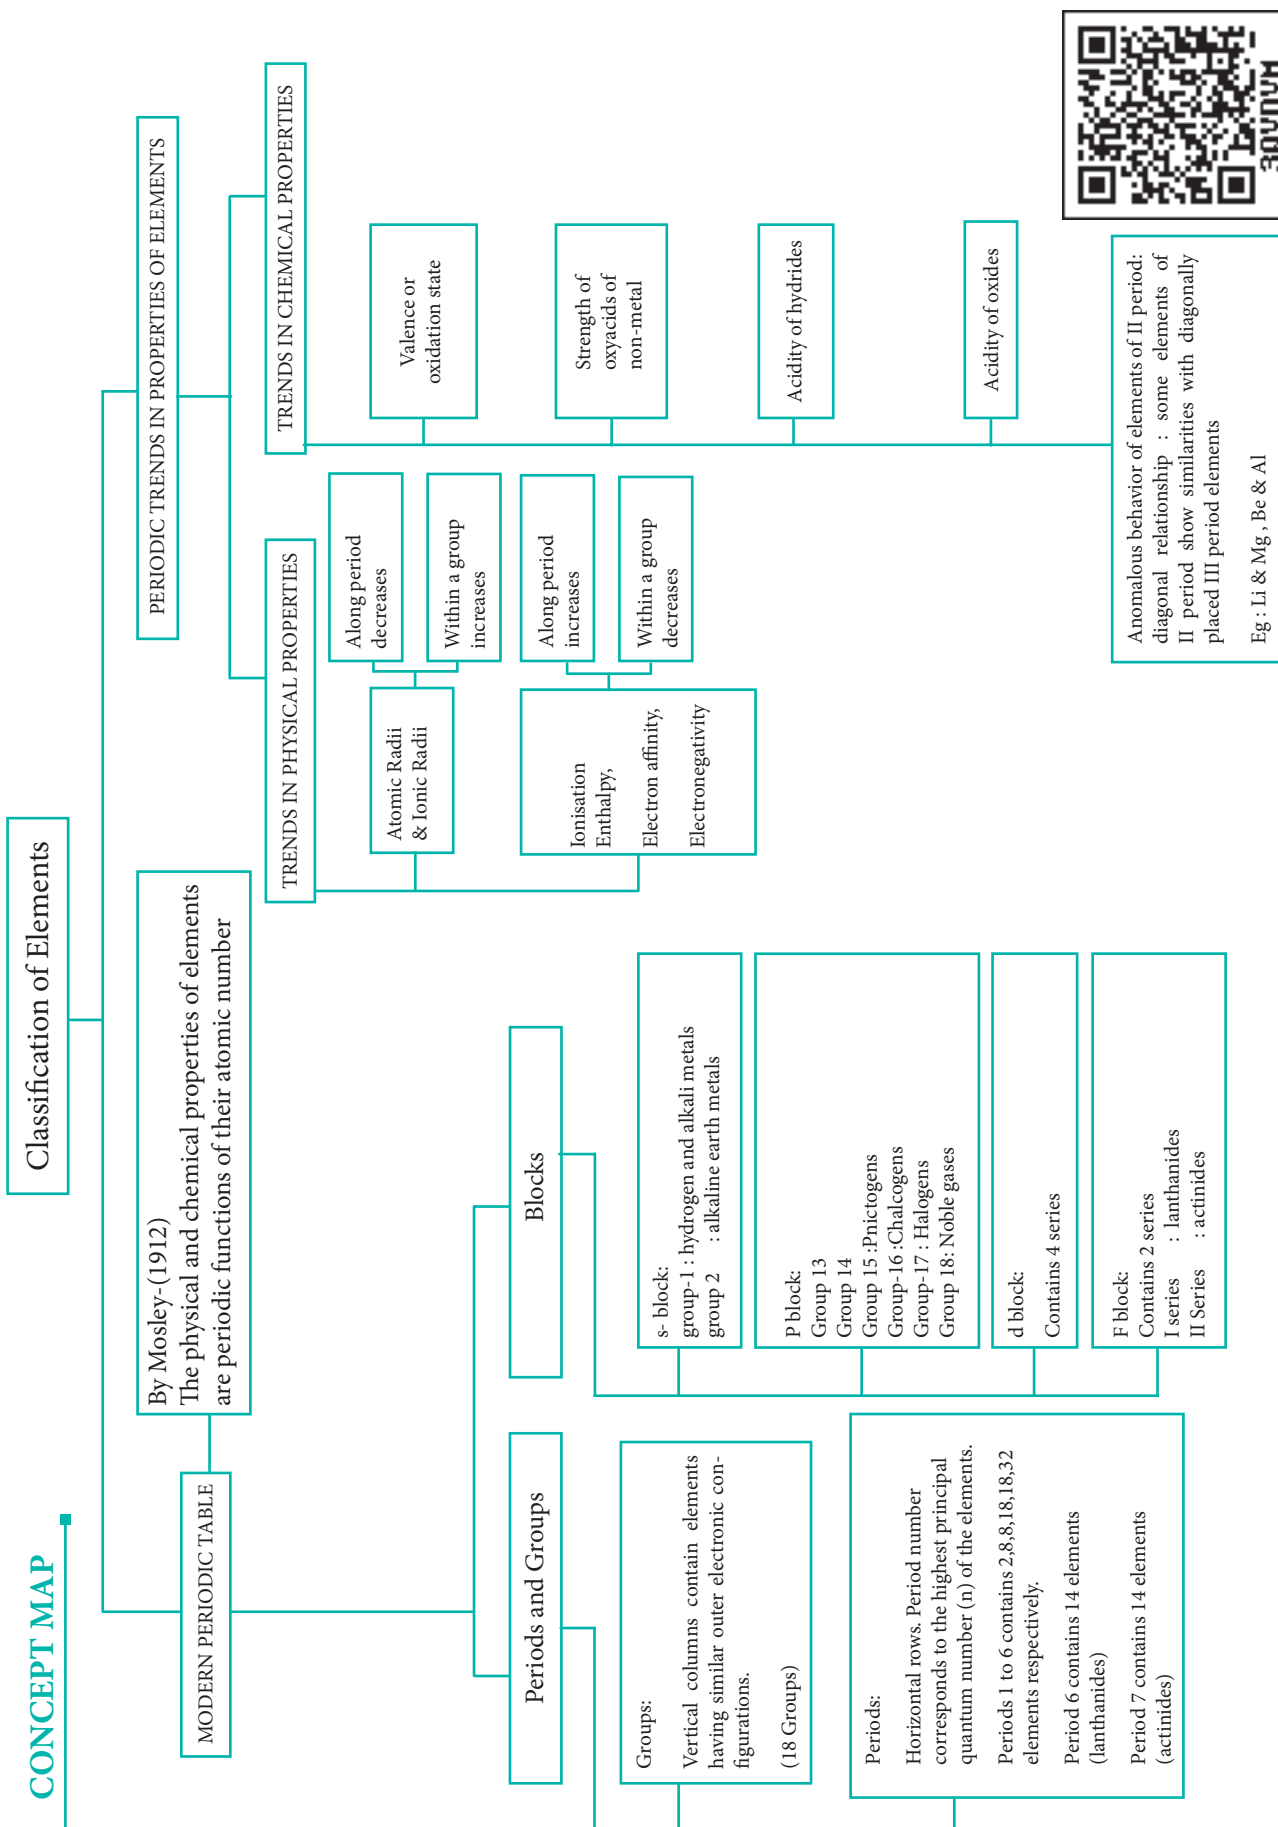 CONCEPT MAP
Classification of Elements
MODERN PERIODIC TABLE
By Mosley-(1912)
The physical and chemical properties of elements
are periodic functions of their atomic number
PERIODIC TRENDS IN PROPERTIES OF ELEMENTS
Periods and Groups
Groups:
Vertical columns contain elements
having similar outer electronic con-
figurations.
(18 Groups)
Periods:
Horizontal rows. Period number
corresponds to the highest principal
quantum number (n) of the elements.
Periods 1 to 6 contains 2,8,8,18,18,32
elements respectively.
Period 6 contains 14 elements
(lanthanides)
Period 7 contains 14 elements
(actinides)
Blocks
s- block:
group-1 : hydrogen and alkali metals
group 2 : alkaline earth metals
P block:
Group 13
Group 14
Group 15 :Pnictogens
Group-16 :Chalcogens
Group-17 : Halogens
Group 18: Noble gases
d block:
Contains 4 series
F block:
Contains 2 series
I series : lanthanides
II Series : actinides
TRENDS IN PHYSICAL PROPERTIES
Atomic Radii
& Ionic Radii
Along period
decreases
Within a group
increases
Ionisation
Enthalpy,
Electron affinity,
Electronegativity
Along period
increases
Within a group
decreases
TRENDS IN CHEMICAL PROPERTIES
Valence or
oxidation state
Strength of
oxyacids of
non-metal
Acidity of hydrides
Acidity of oxides
Anomalous behavior of elements of II period:
diagonal relationship : some elements of
II period show similarities with diagonally
placed III period elements
Eg : Li & Mg , Be & Al